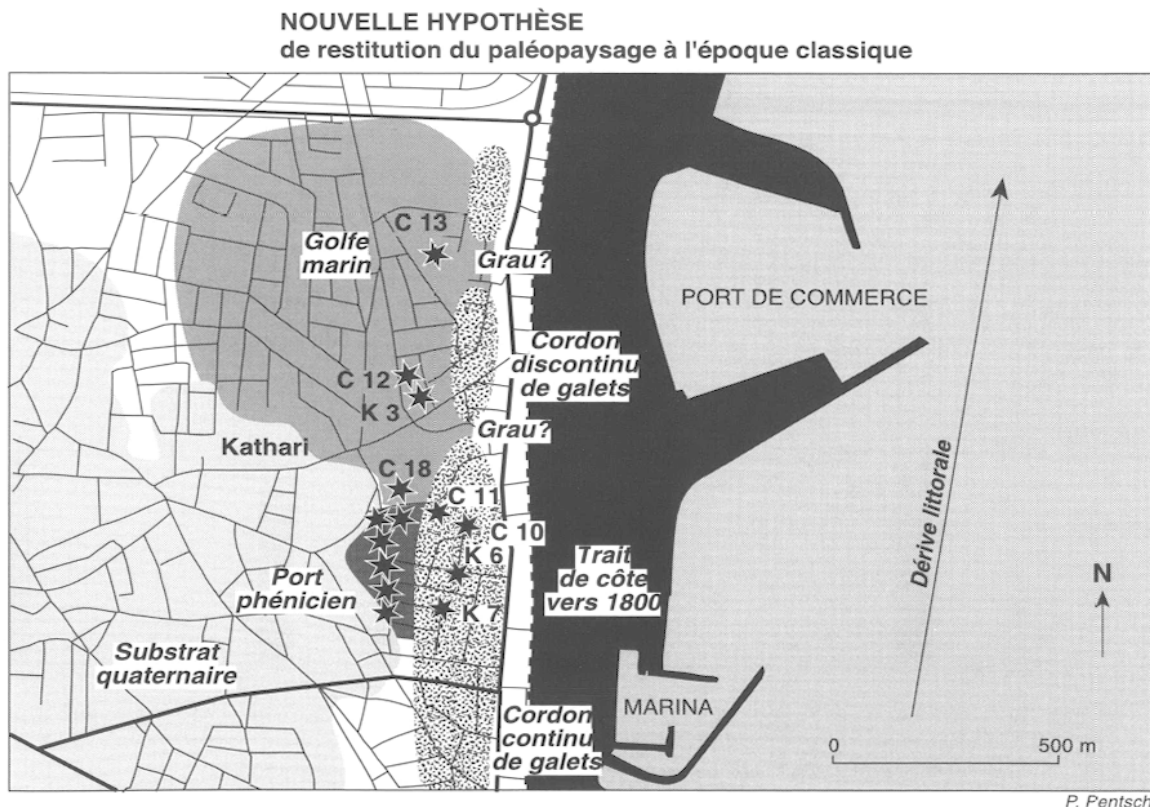 NOUVELLE HYPOTHÈSE
de restitution du paléopaysage à l'époque classique
C 13
Golfe
marin
Grau?
PORT DE COMMERCE
Cordon
discontinu
de galets
C 12
K 3
Grau?
Kathari
C 18
C 11
C 10
K 6
K 7
Port
phénicien
Trait
de côte
vers 1800
Dérive littorale
N
Substrat
quaternaire
MARINA
Cordon
continu
de galets
0 500 m
P. Pentsch